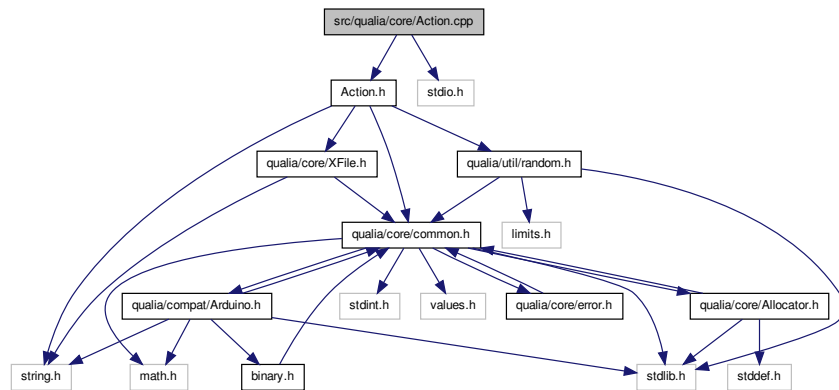 src/qualia/core/Action.cpp
Action.h
stdio.h
qualia/core/XFile.h
qualia/util/random.h
qualia/core/common.h
limits.h
qualia/compat/Arduino.h
stdint.h
values.h
qualia/core/error.h
qualia/core/Allocator.h
string.h
math.h
binary.h
stdlib.h
stddef.h